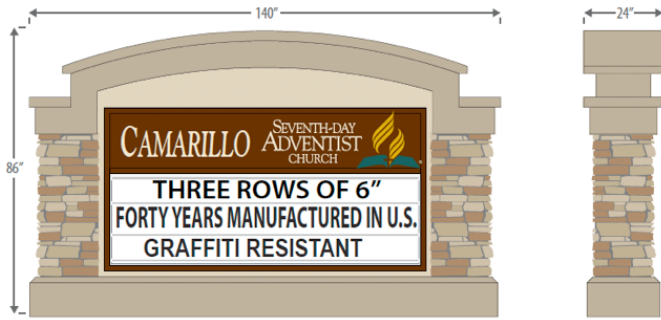 140”
24”
86”
CAMARILLO
SEVENTH-DAY
ADVENTIST
CHURCH
THREE ROWS OF 6”
FORTY YEARS MANUFACTURED IN U.S.
GRAFFITI RESISTANT